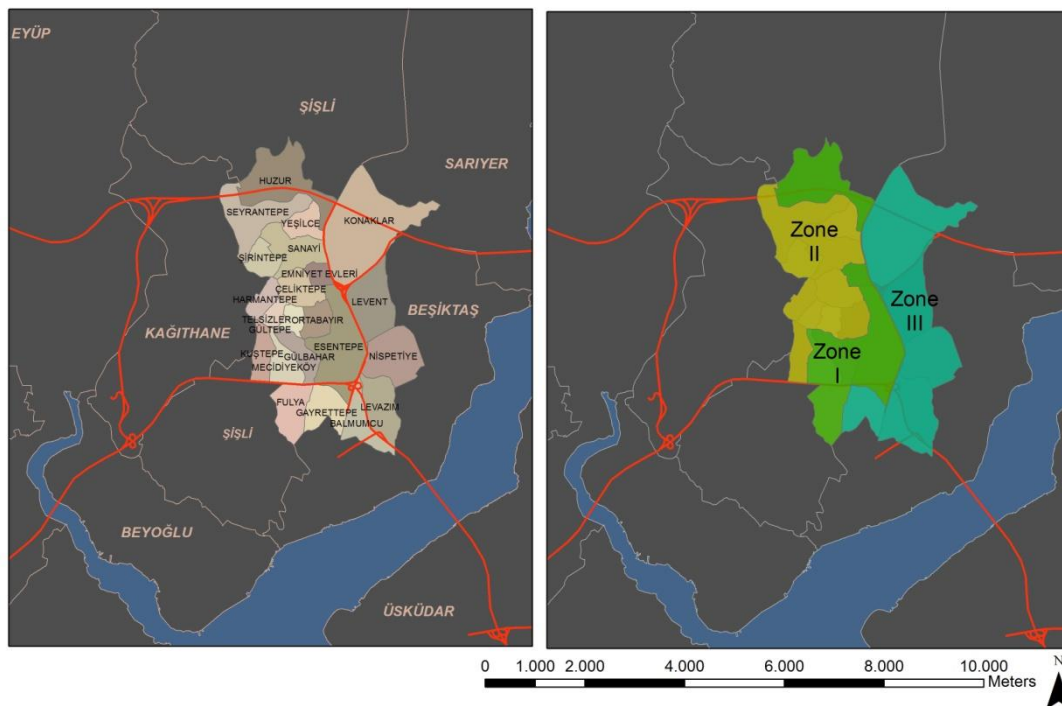 EYÜP
ŞİŞLİ
SARIYER
HUZUR
SEYRANTEPE
YEŞİLCE
KONAKLAR
SANAYİ
ŞİRİNTEPE
EMNİYET EVLERİ
ÇELİKTEPE
HARMANTEPE
LEVENT
BEŞİKTAŞ
TELSİZLER
ORTABAYIR
GÜLTEPE
KAĞITHANE
ESENTEPE
KUŞTEPE
GÜLBAHAR
NİSPETİYE
MECİDİYEKÖY
FULYA
LEVAZIM
GAYRETTEPE
BALMUMCU
ŞİŞLİ
BEYOĞLU
ÜSKÜDAR
Zone
II
Zone
III
Zone
I
0 1.000 2.000 4.000 6.000 8.000 10.000
Meters
N